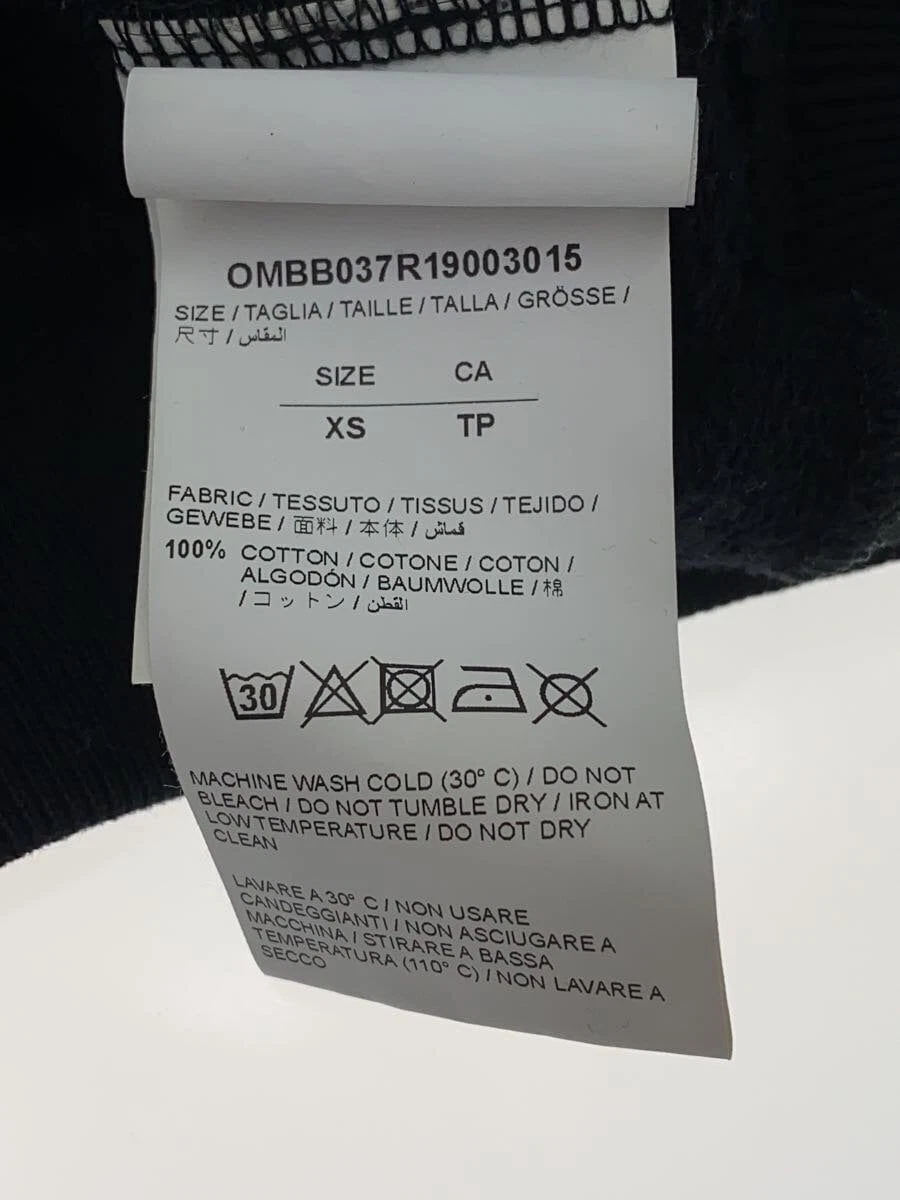 OMBB037R19003015
SIZE / TAGLIA / TAILLE / TALLA / GRÖSSE /
尺寸 / المقاس
SIZE CA
XS TP
FABRIC / TESSUTO / TISSUS / TEJIDO /
GEWEBE / 面料 / 本体 / قماش
100% COTTON / COTONE / COTON /
ALGODÓN / BAUMWOLLE / 棉
/ コットン / القطن
30
MACHINE WASH COLD (30° C) / DO NOT
BLEACH / DO NOT TUMBLE DRY / IRON AT
LOW TEMPERATURE / DO NOT DRY
CLEAN
LAVARE A 30° C / NON USARE
CANDEGGIANTI / NON ASCIUGARE A
MACCHINA / STIRARE A BASSA
TEMPERATURA (110° C) / NON LAVARE A
SECCO